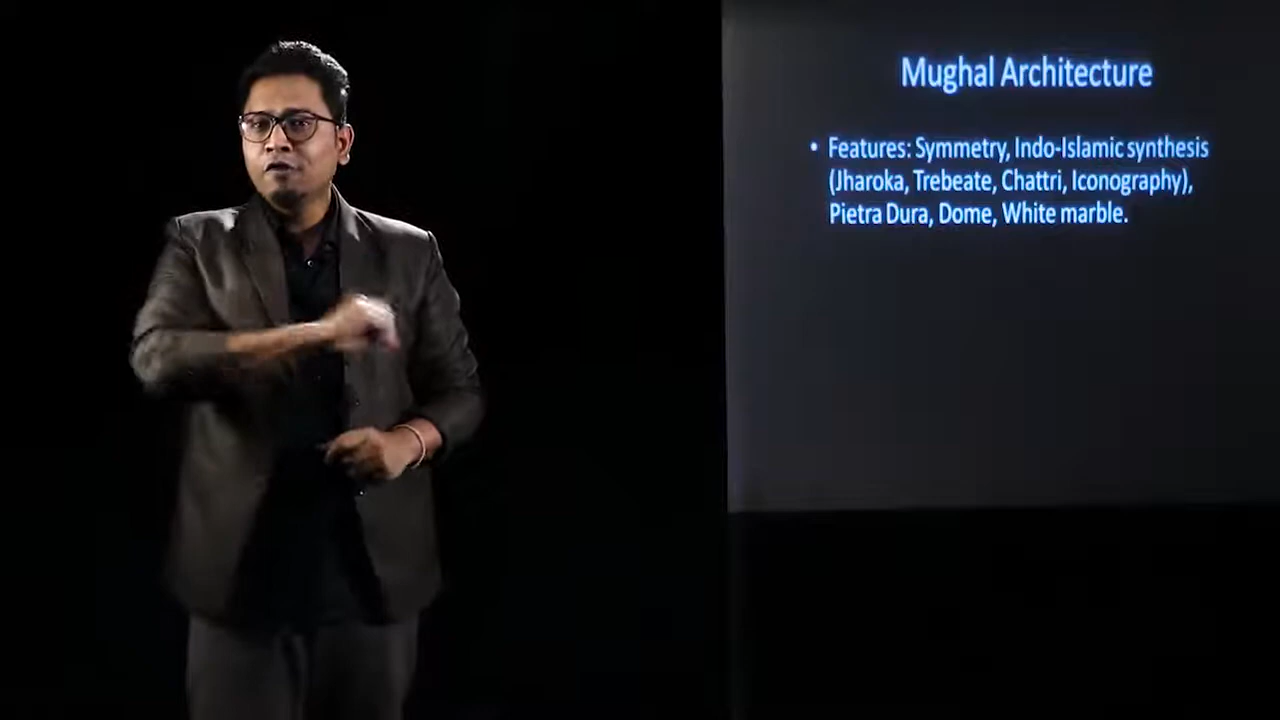 Mughal Architecture
• Features: Symmetry, Indo-Islamic synthesis
(Jharoka, Trebeate, Chattri, Iconography),
Pietra Dura, Dome, White marble.